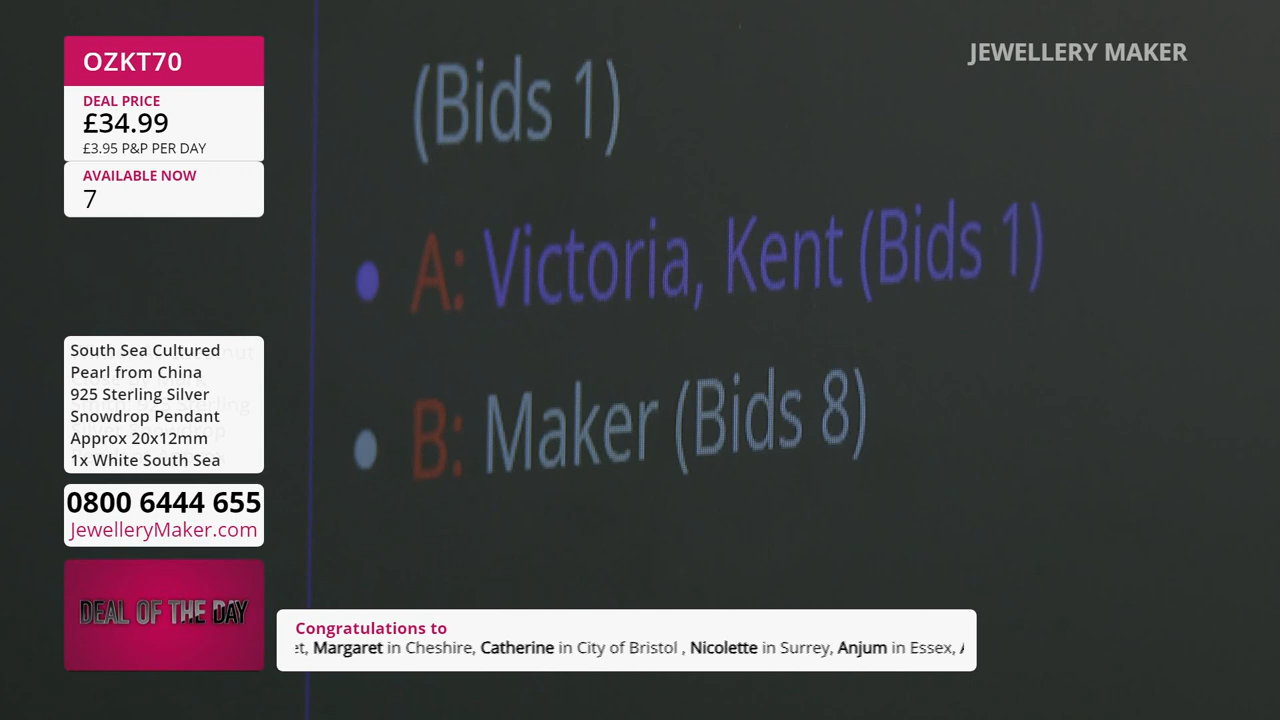 OZKT70
DEAL PRICE
£34.99
£3.95 P&P PER DAY
AVAILABLE NOW
7
JEWELLERY MAKER
(Bids 1)
• A: Victoria, Kent (Bids 1)
• B: Maker (Bids 8)
South Sea Cultured
Pearl from China
925 Sterling Silver
Snowdrop Pendant
Approx 20x12mm
1x White South Sea
0800 6444 655
JewelleryMaker.com
DEAL OF THE DAY
Congratulations to
et, Margaret in Cheshire, Catherine in City of Bristol , Nicolette in Surrey, Anjum in Essex,